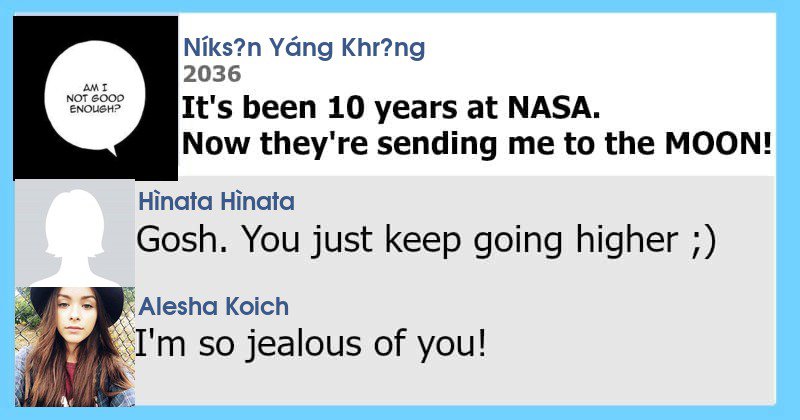 AM I
NOT GOOD
ENOUGH?
Níks?n Yáng Khr?ng
2036
It's been 10 years at NASA.
Now they're sending me to the MOON!
Hìnata Hìnata
Gosh. You just keep going higher ;)
Alesha Koich
I'm so jealous of you!